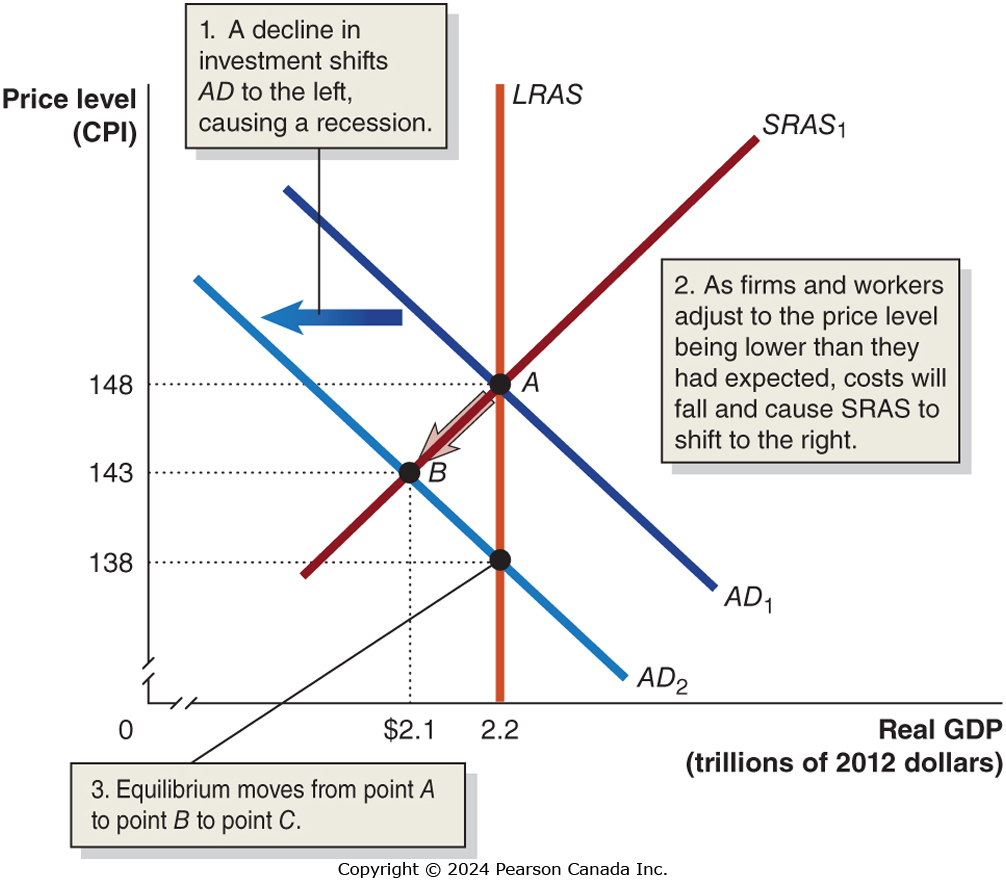 1. A decline in
investment shifts
AD to the left,
causing a recession.
Price level
(CPI)
LRAS
SRAS1
2. As firms and workers
adjust to the price level
being lower than they
had expected, costs will
fall and cause SRAS to
shift to the right.
148
A
143
B
138
AD1
AD2
0
$2.1
2.2
Real GDP
(trillions of 2012 dollars)
3. Equilibrium moves from point A
to point B to point C.
Copyright © 2024 Pearson Canada Inc.